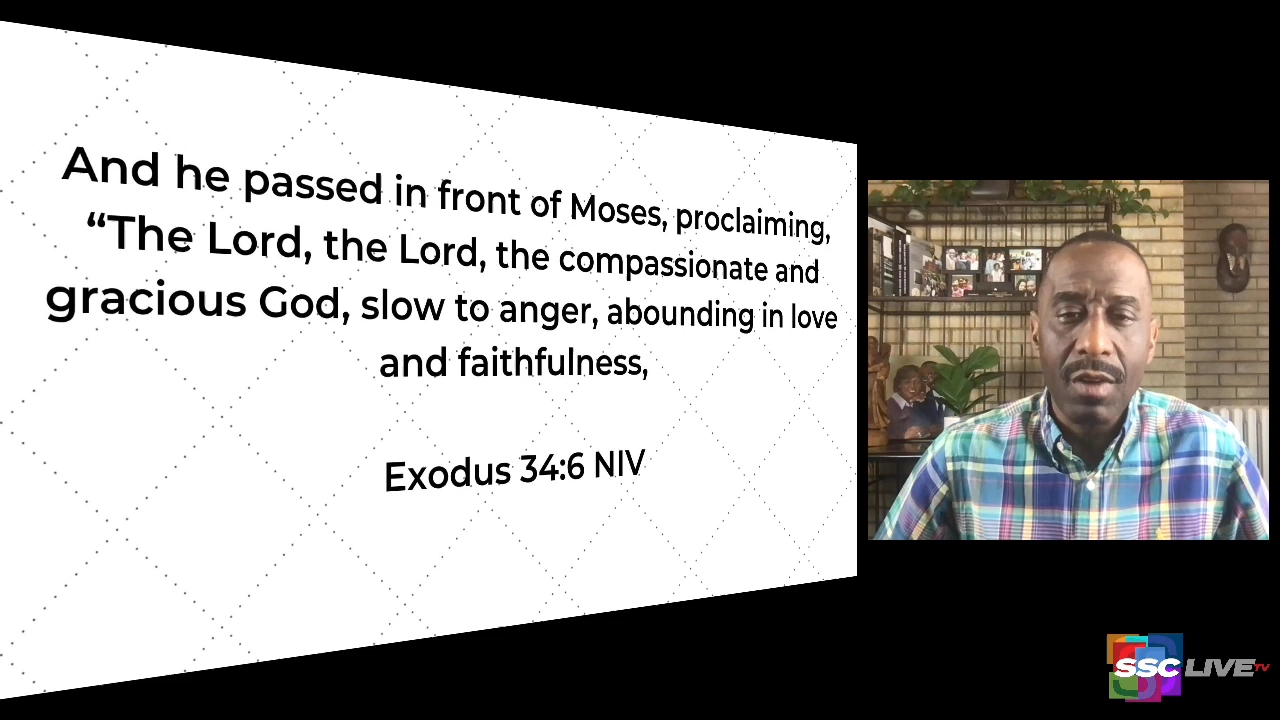 And he passed in front of Moses, proclaiming,
“The Lord, the Lord, the compassionate and
gracious God, slow to anger, abounding in love
and faithfulness,
Exodus 34:6 NIV
SSC LIVE TV